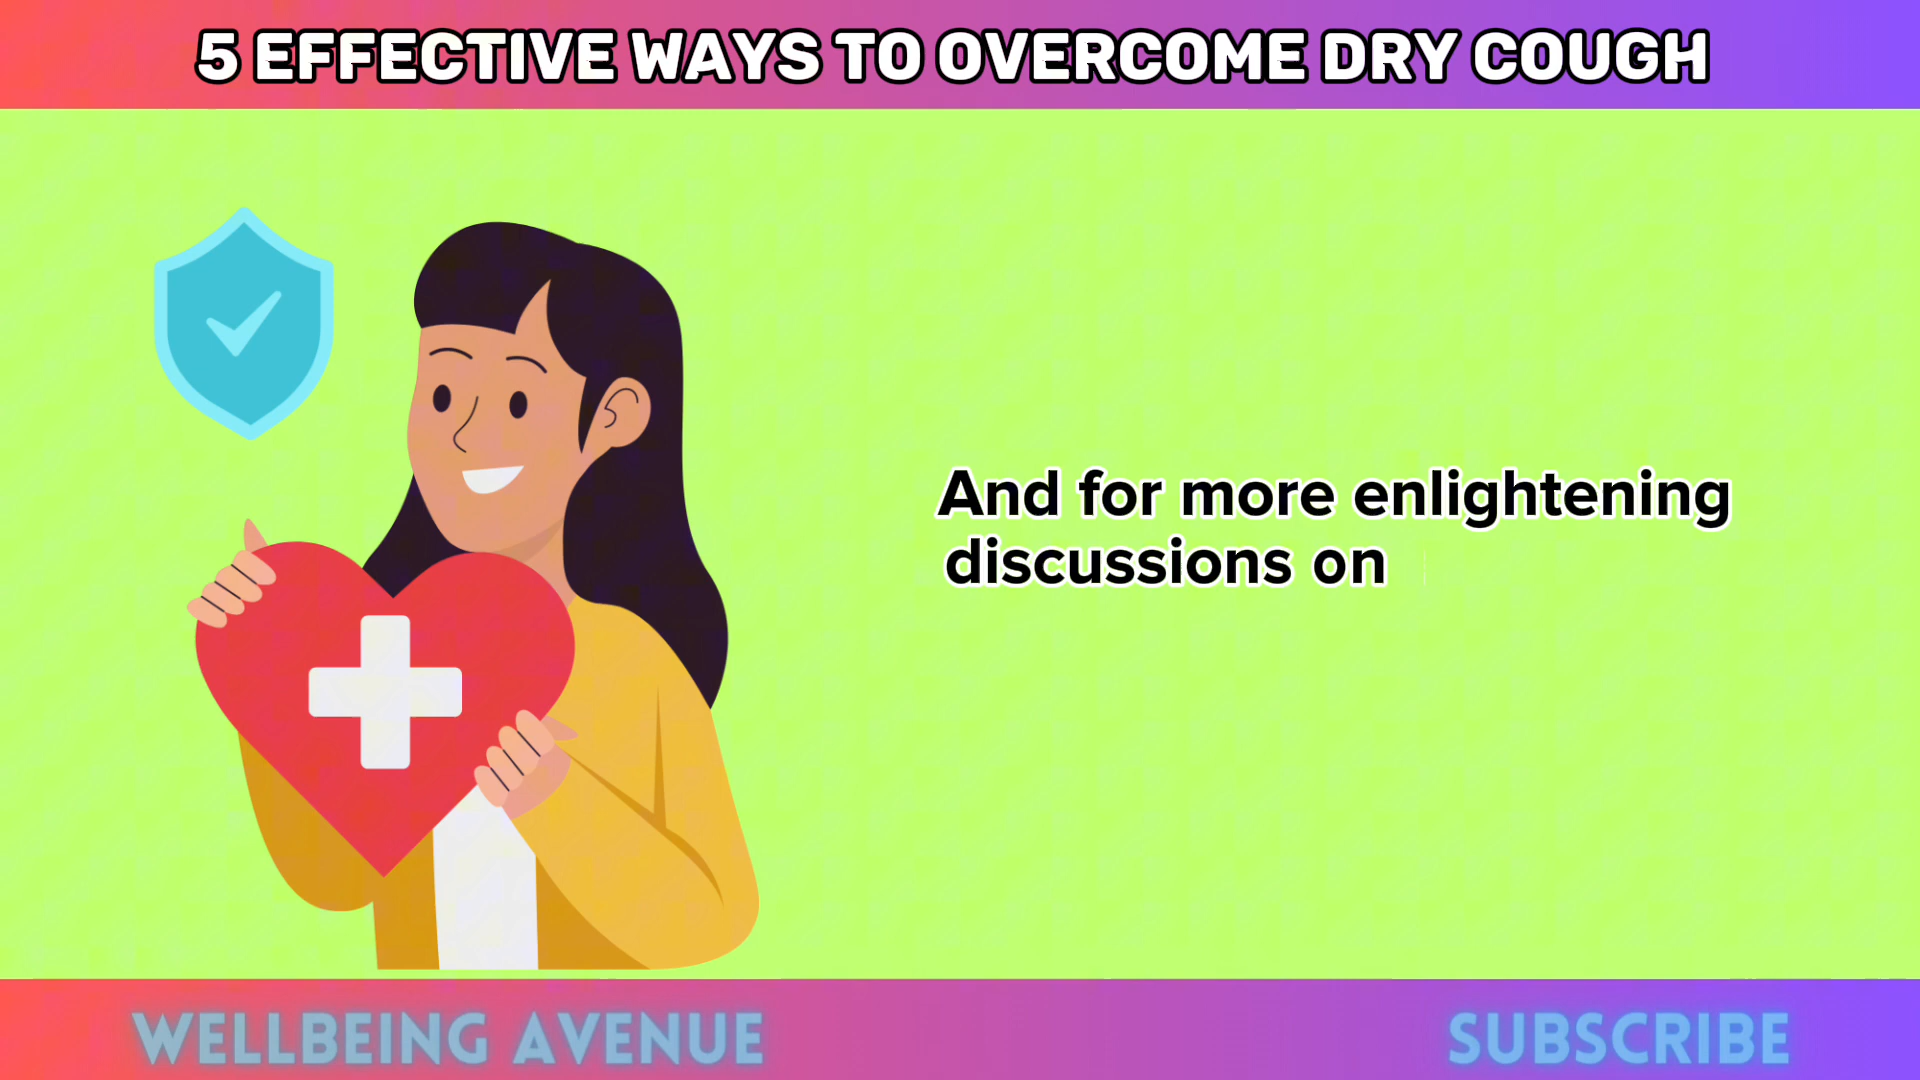 5 EFFECTIVE WAYS TO OVERCOME DRY COUGH
And for more enlightening
discussions on
WELLBEING AVENUE
SUBSCRIBE